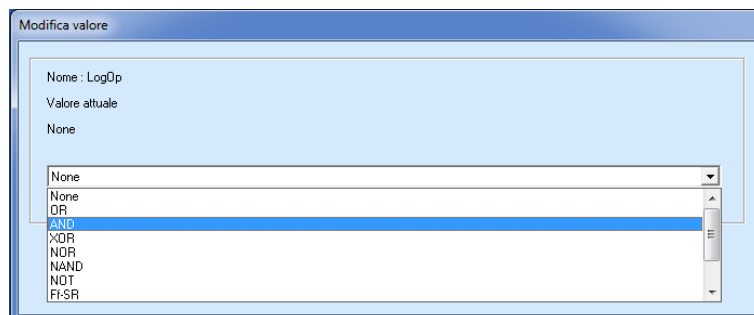 Modifica valore
Nome : LogOp
Valore attuale
None
None
None
OR
AND
XOR
NOR
NAND
NOT
Ff-SR